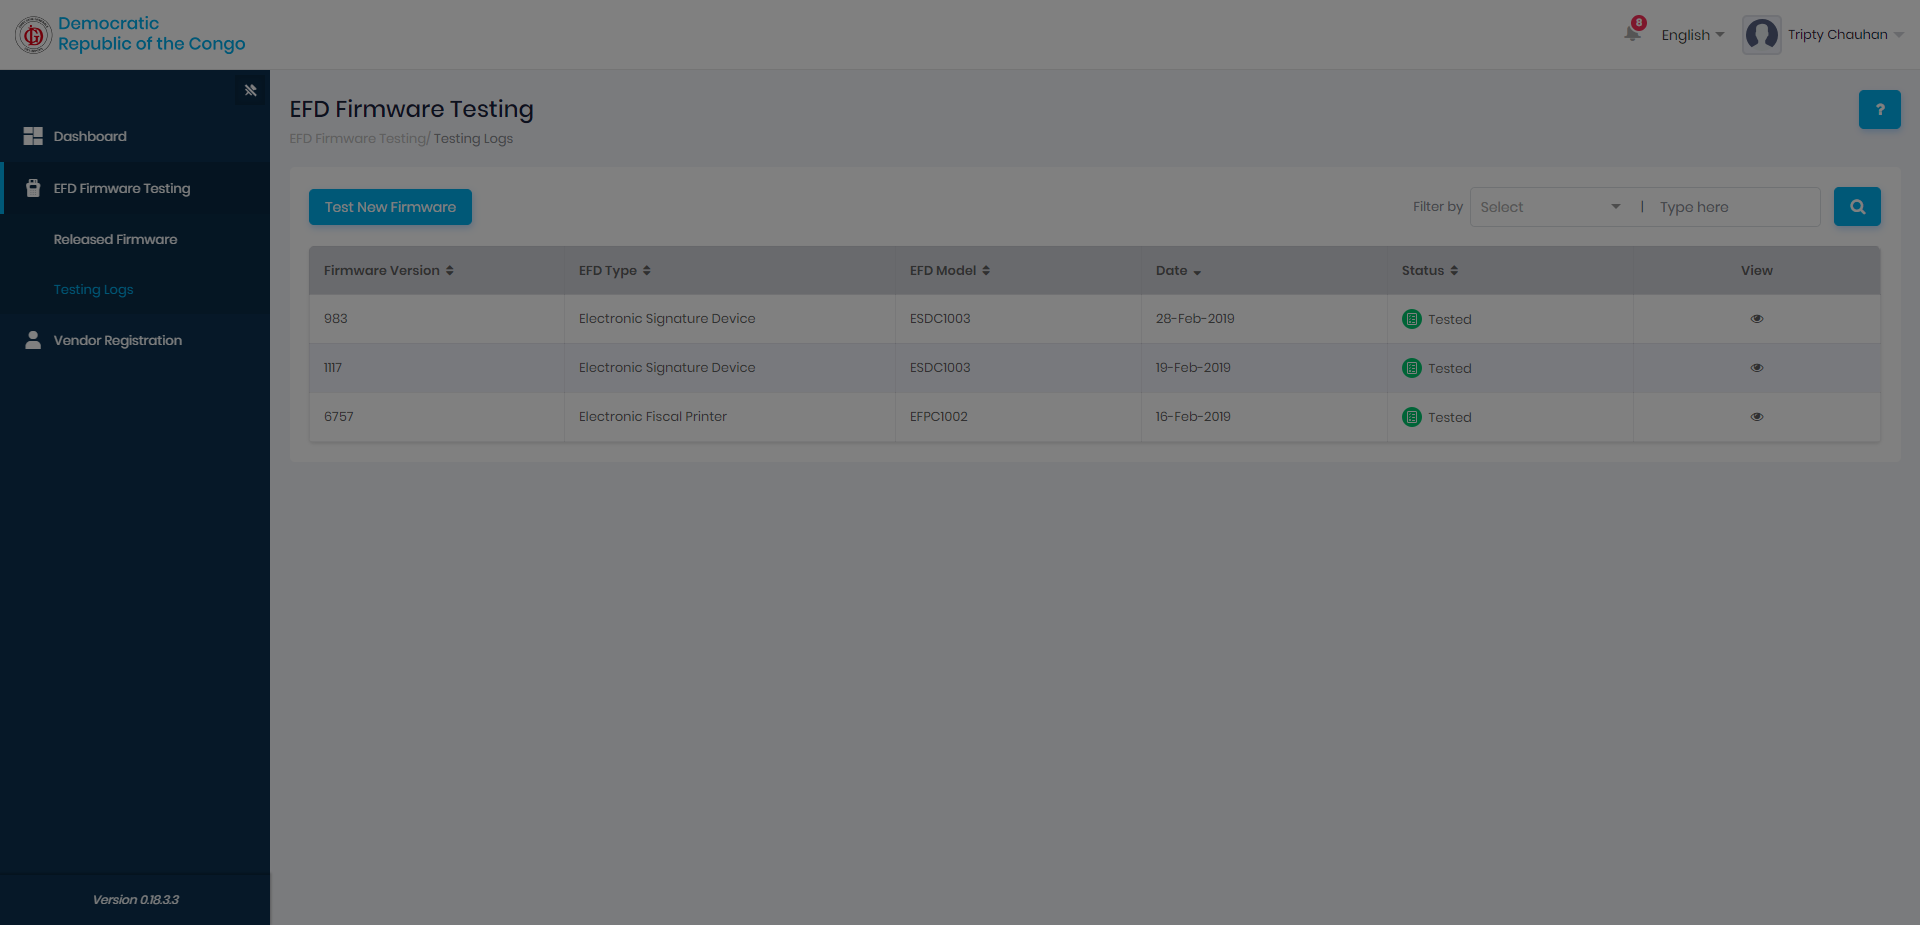 Democratic
Republic of the Congo
8
English
Tripty Chauhan
Dashboard
EFD Firmware Testing
Released Firmware
Testing Logs
Vendor Registration
Version 0.18.3.3
EFD Firmware Testing
?
EFD Firmware Testing/ Testing Logs
Test New Firmware
Filter by Select | Type here
Firmware Version EFD Type EFD Model Date Status View
983 Electronic Signature Device ESDC1003 28-Feb-2019 Tested
1117 Electronic Signature Device ESDC1003 19-Feb-2019 Tested
6757 Electronic Fiscal Printer EFPC1002 16-Feb-2019 Tested